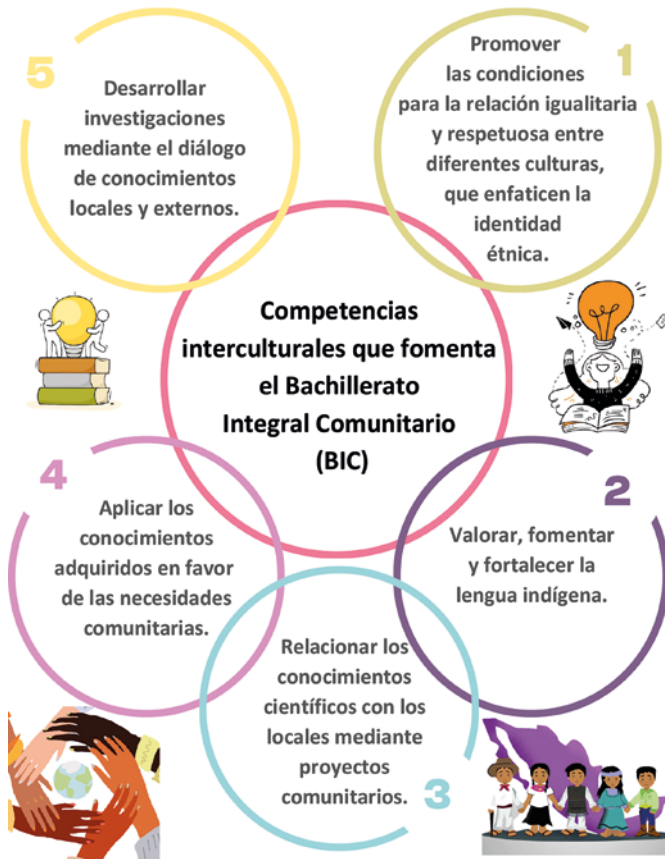 Competencias
interculturales que fomenta
el Bachillerato
Integral Comunitario
(BIC)
1
Promover
las condiciones
para la relación igualitaria
y respetuosa entre
diferentes culturas,
que enfaticen la
identidad
étnica.
2
Valorar, fomentar
y fortalecer la
lengua indígena.
3
Relacionar los
conocimientos
científicos con los
locales mediante
proyectos
comunitarios.
4
Aplicar los
conocimientos
adquiridos en favor
de las necesidades
comunitarias.
5
Desarrollar
investigaciones
mediante el diálogo
de conocimientos
locales y externos.